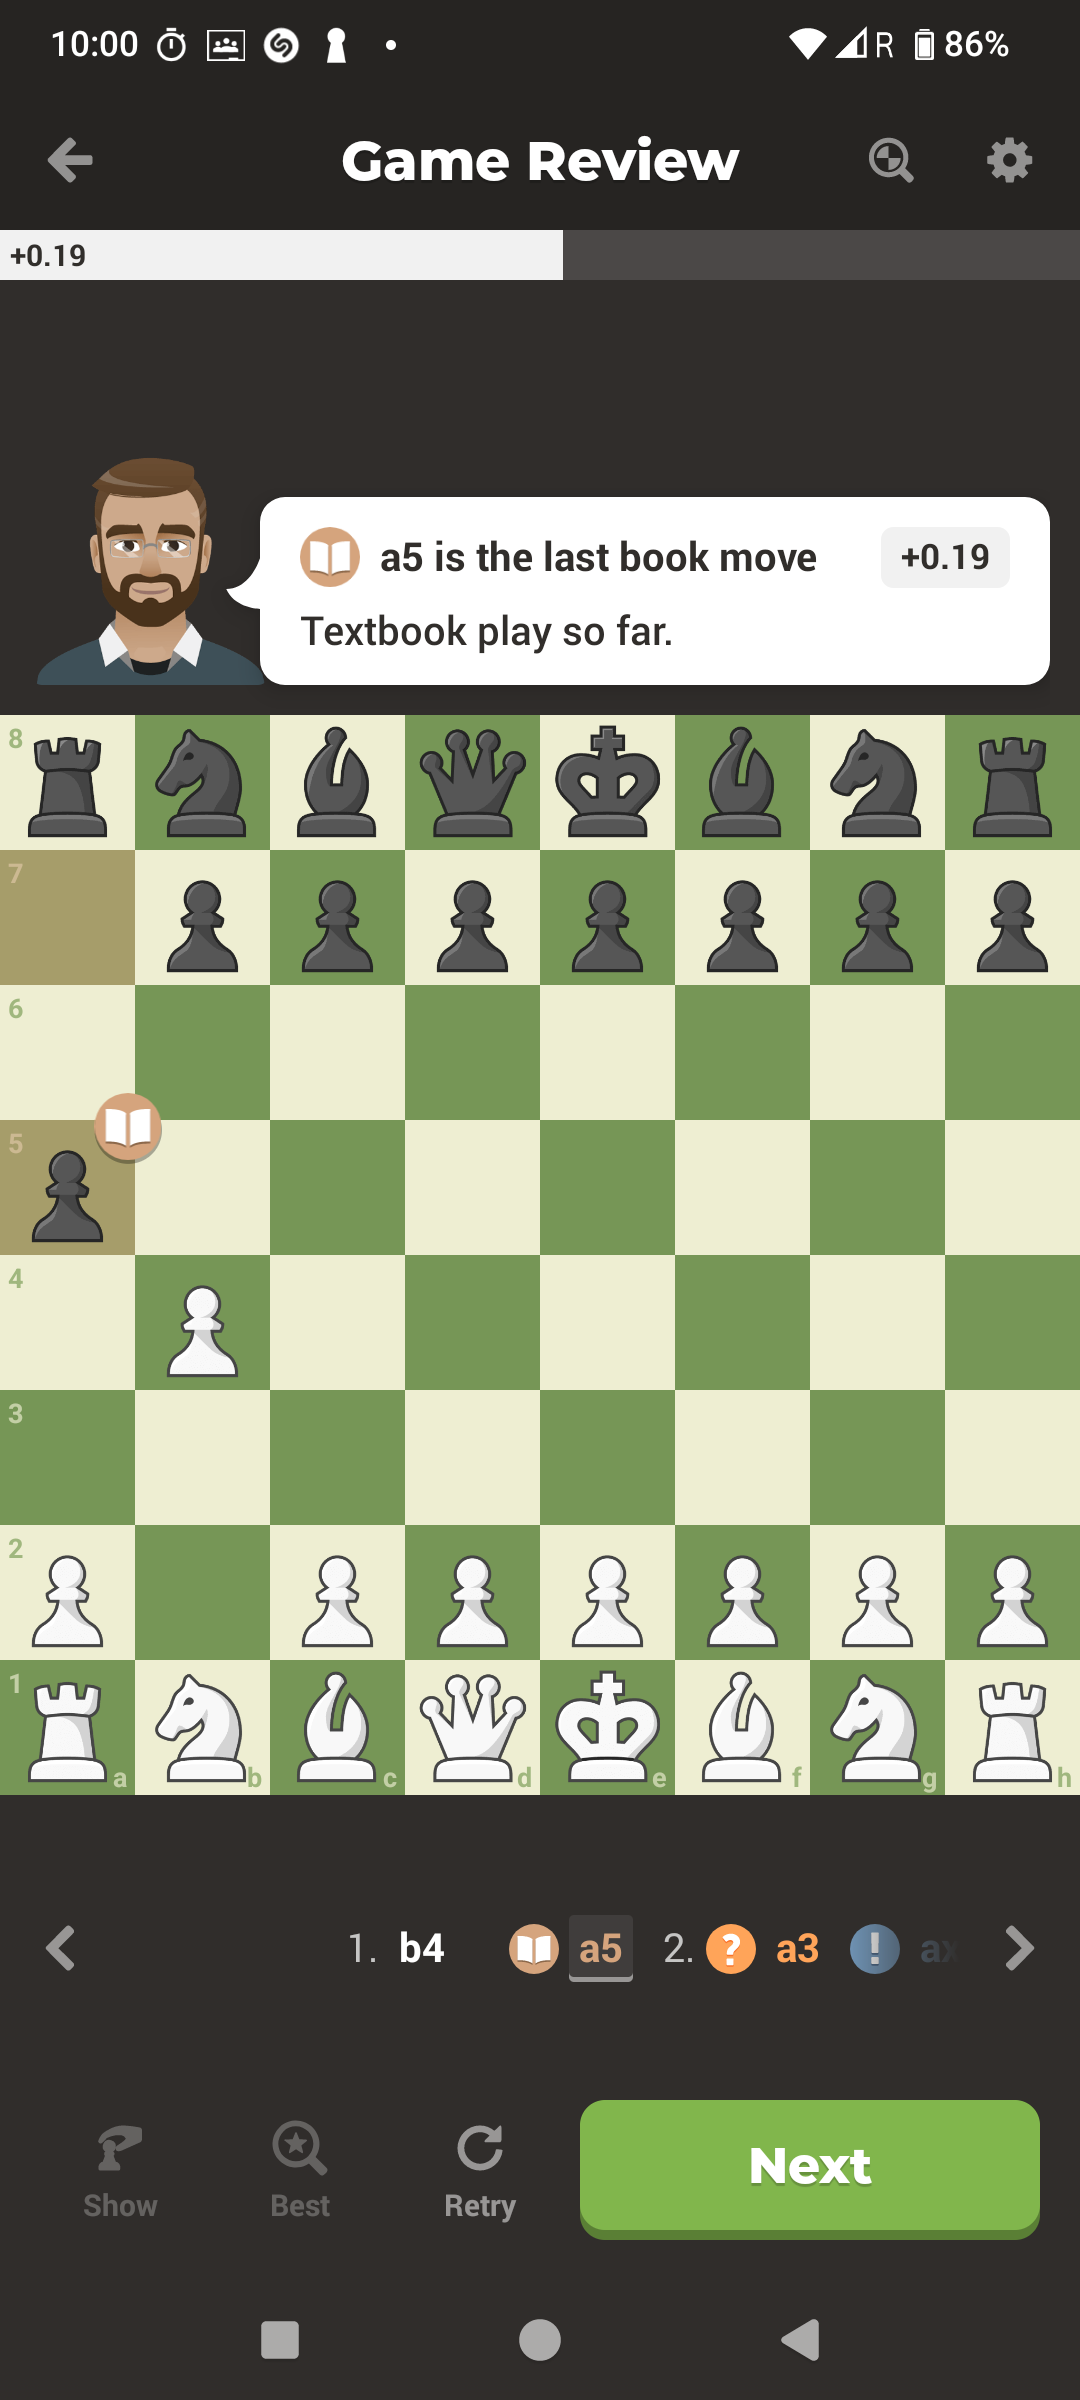 10:00 R 86%
Game Review
+0.19
a5 is the last book move +0.19
Textbook play so far.
8
7
6
5
4
3
2
1
a b c d e f g h
1. b4 a5 2. ? a3 ! ax
Show Best Retry Next